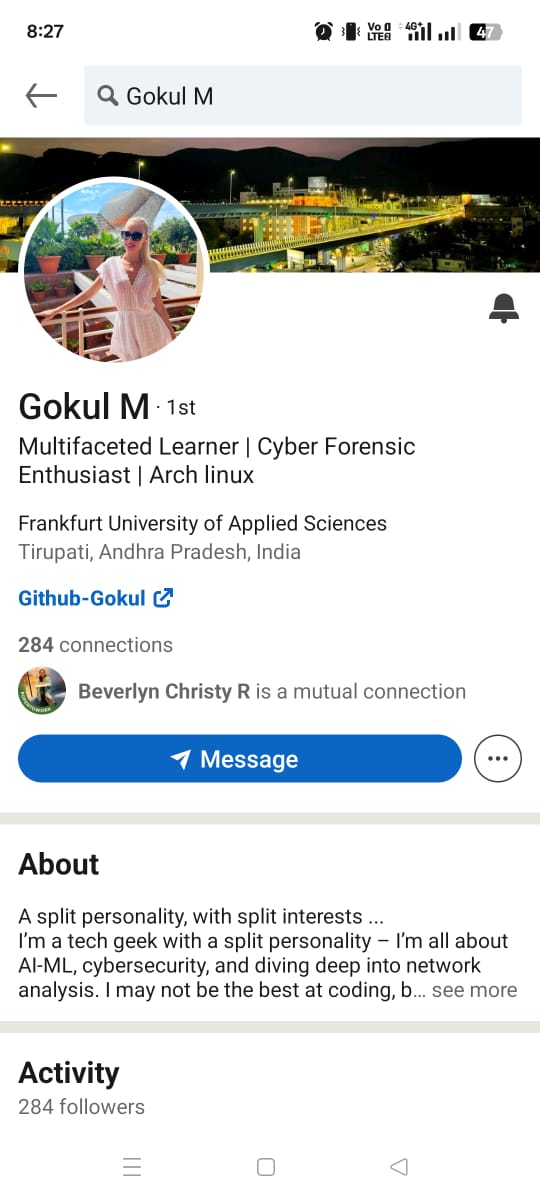 8:27
Vo
LTE
4G+
47
Gokul M
Gokul M · 1st
Multifaceted Learner | Cyber Forensic
Enthusiast | Arch linux
Frankfurt University of Applied Sciences
Tirupati, Andhra Pradesh, India
Github-Gokul
284 connections
Beverlyn Christy R is a mutual connection
Message
About
A split personality, with split interests ...
I'm a tech geek with a split personality – I'm all about
AI-ML, cybersecurity, and diving deep into network
analysis. I may not be the best at coding, b... see more
Activity
284 followers